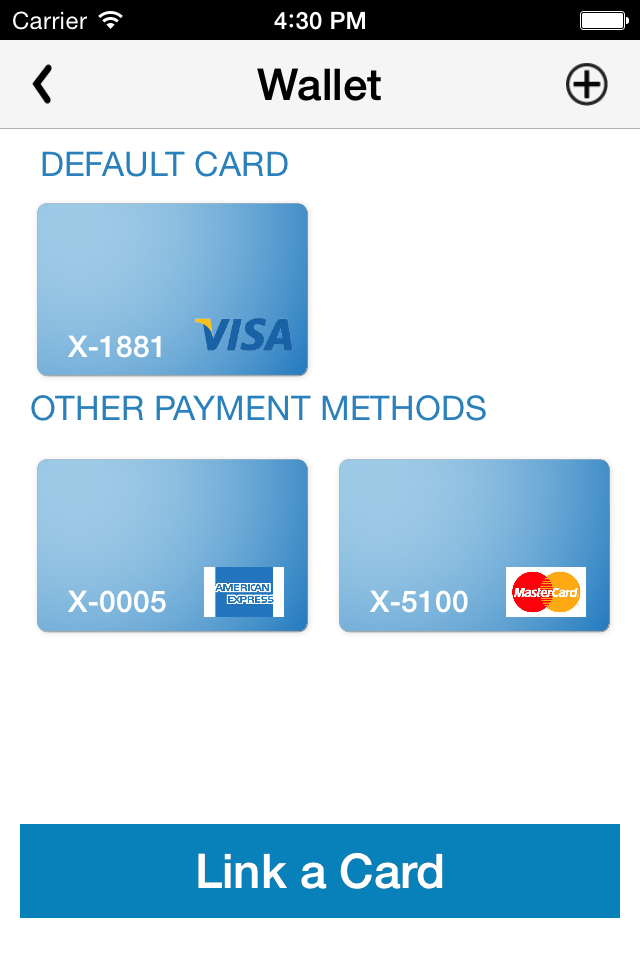 Carrier 4:30 PM
Wallet
DEFAULT CARD
X-1881 VISA
OTHER PAYMENT METHODS
X-0005 AMERICAN EXPRESS X-5100 MasterCard
Link a Card